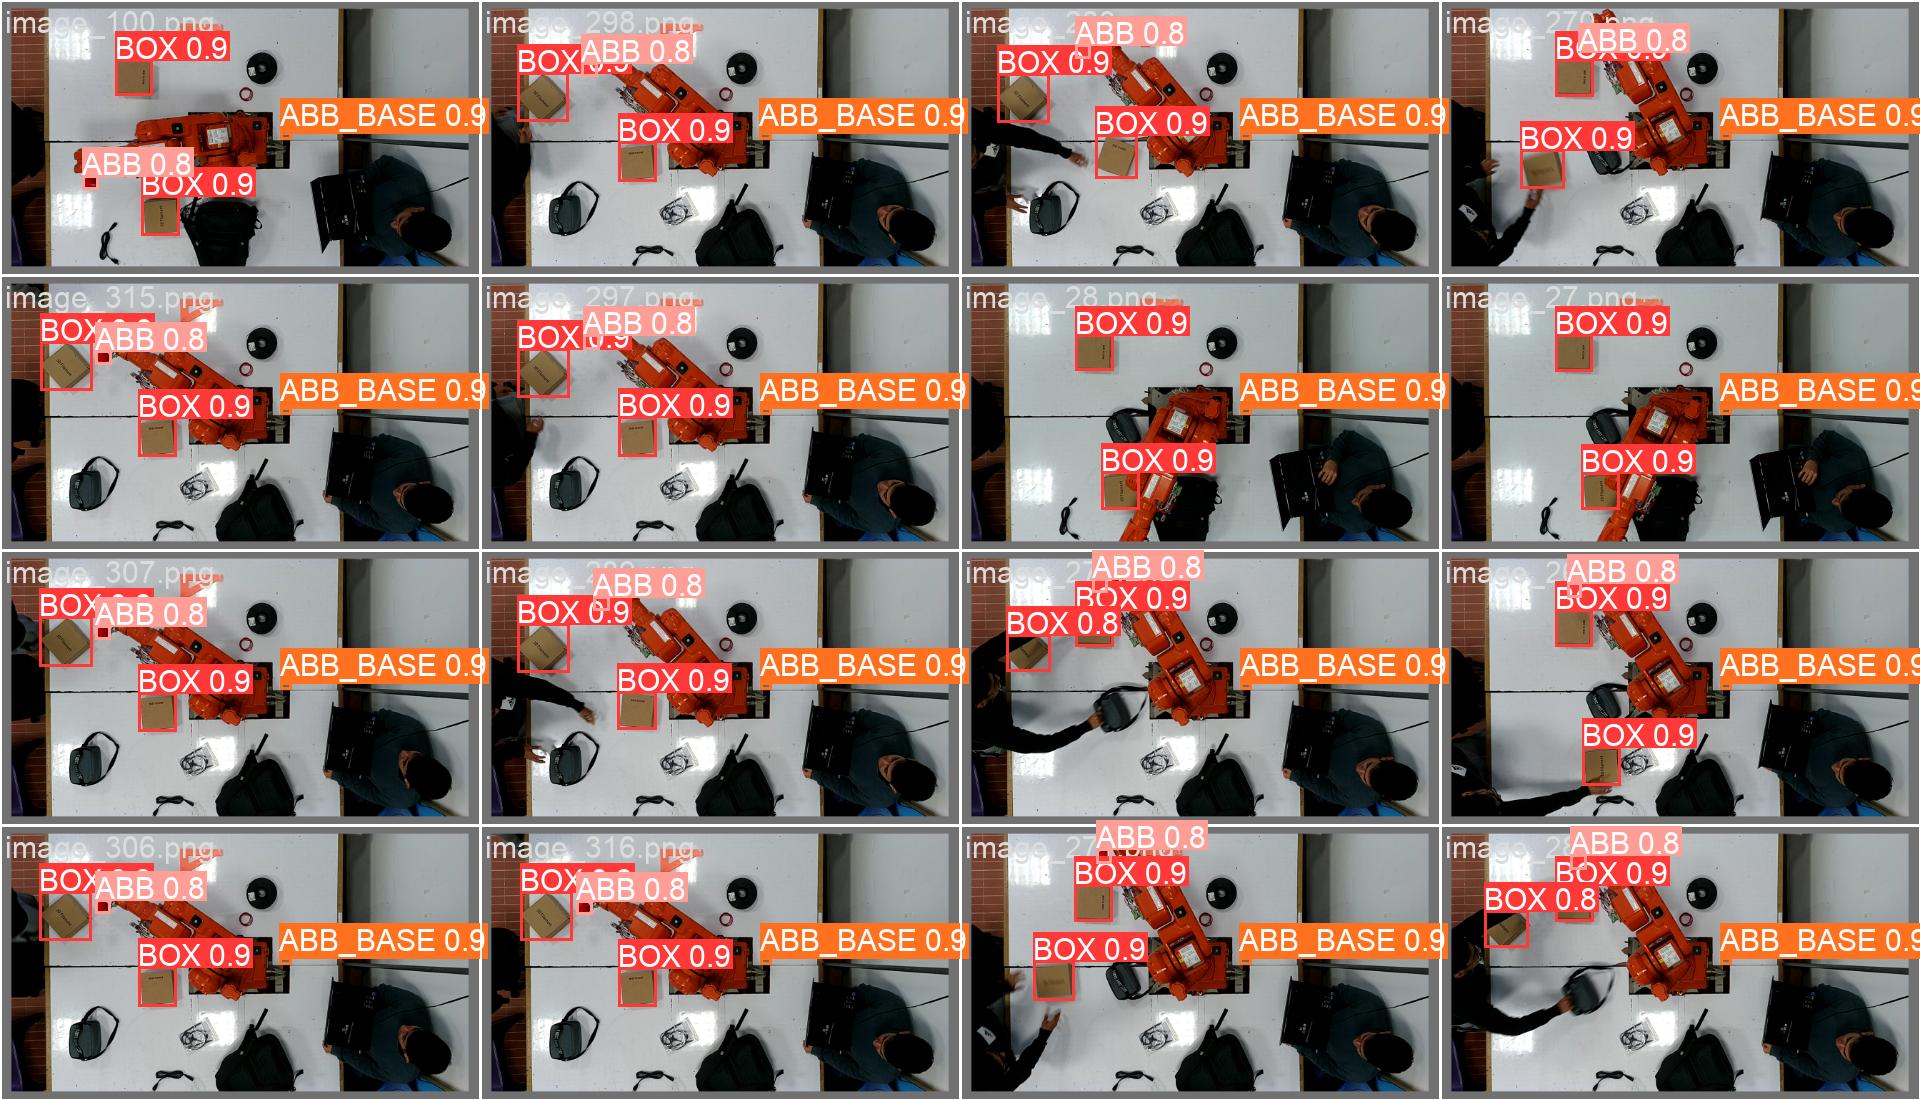 image_100.png
BOX 0.9
ABB_BASE 0.9
ABB 0.8
BOX 0.9
image_298.png
ABB 0.8
BOX 0.9
ABB_BASE 0.9
BOX 0.9
ABB 0.8
BOX 0.9
ABB_BASE 0.9
BOX 0.9
image_270.png
ABB 0.8
ABB_BASE 0.9
BOX 0.9
image_315.png
ABB 0.8
ABB_BASE 0.9
BOX 0.9
image_297.png
ABB 0.8
BOX 0.9
ABB_BASE 0.9
BOX 0.9
image_28.png
BOX 0.9
ABB_BASE 0.9
BOX 0.9
image_27.png
BOX 0.9
ABB_BASE 0.9
BOX 0.9
image_307.png
ABB 0.8
ABB_BASE 0.9
BOX 0.9
ABB 0.8
BOX 0.9
ABB_BASE 0.9
BOX 0.9
ABB 0.8
BOX 0.9
BOX 0.8
ABB_BASE 0.9
ABB 0.8
BOX 0.9
ABB_BASE 0.9
BOX 0.9
image_306.png
ABB 0.8
ABB_BASE 0.9
BOX 0.9
image_316.png
ABB 0.8
ABB_BASE 0.9
BOX 0.9
ABB 0.8
BOX 0.9
ABB_BASE 0.9
BOX 0.9
ABB 0.8
BOX 0.9
BOX 0.8
ABB_BASE 0.9